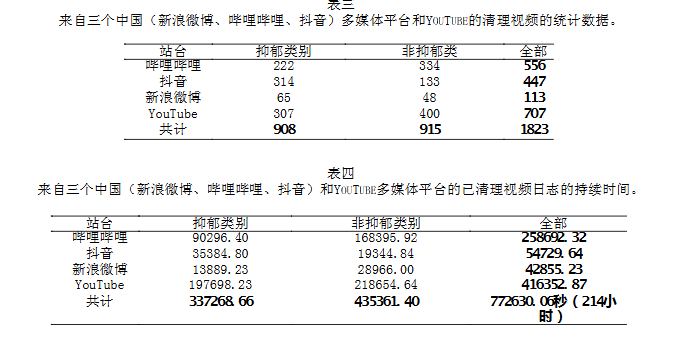 表三
来自三个中国（新浪微博、哔哩哔哩、抖音）多媒体平台和YOUTUBE的清理视频的统计数据。
站台 抑郁类别 非抑郁类 全部
哔哩哔哩 222 334 556
抖音 314 133 447
新浪微博 65 48 113
YouTube 307 400 707
共计 908 915 1823
表四
来自三个中国（新浪微博、哔哩哔哩、抖音）和YOUTUBE多媒体平台的已清理视频日志的持续时间。
站台 抑郁类别 非抑郁类别 全部
哔哩哔哩 90296.40 168395.92 258692.32
抖音 35384.80 19344.84 54729.64
新浪微博 13889.23 28966.00 42855.23
YouTube 197698.23 218654.64 416352.87
共计 337268.66 435361.40 772630.06秒（214小
时）